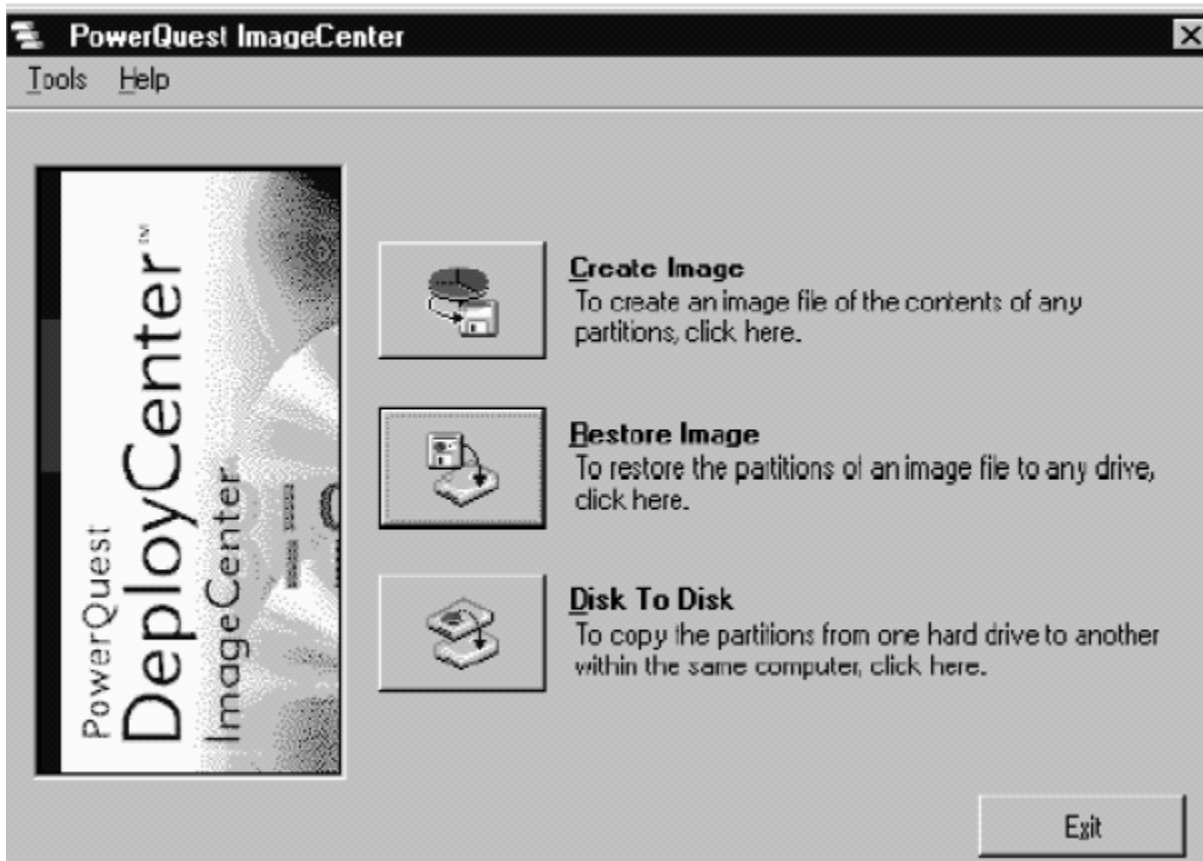 PowerQuest ImageCenter
Tools Help
PowerQuest
DeployCenter™
ImageCenter
Create Image
To create an image file of the contents of any
partitions, click here.
Restore Image
To restore the partitions of an image file to any drive,
click here.
Disk To Disk
To copy the partitions from one hard drive to another
within the same computer, click here.
Exit